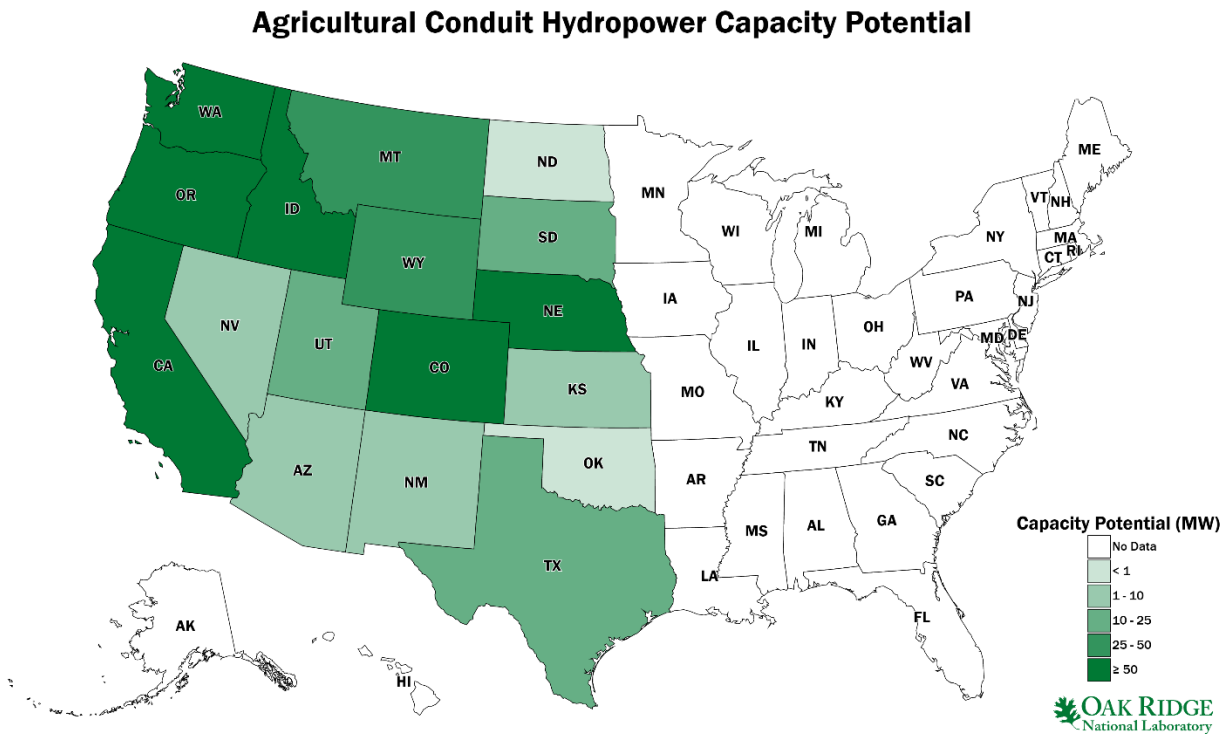 Agricultural Conduit Hydropower Capacity Potential
WA
MT
ND
MN
ME
OR
ID
SD
WI
MI
VT
NH
NY
MA
RI
CT
WY
NE
IA
PA
NJ
NV
UT
CO
IL
IN
OH
MD
DE
WV
VA
CA
KS
MO
KY
AZ
NM
OK
AR
TN
NC
SC
TX
MS
AL
GA
LA
FL
AK
HI
Capacity Potential (MW)
No Data
< 1
1 - 10
10 - 25
25 - 50
≥ 50
OAK RIDGE
National Laboratory